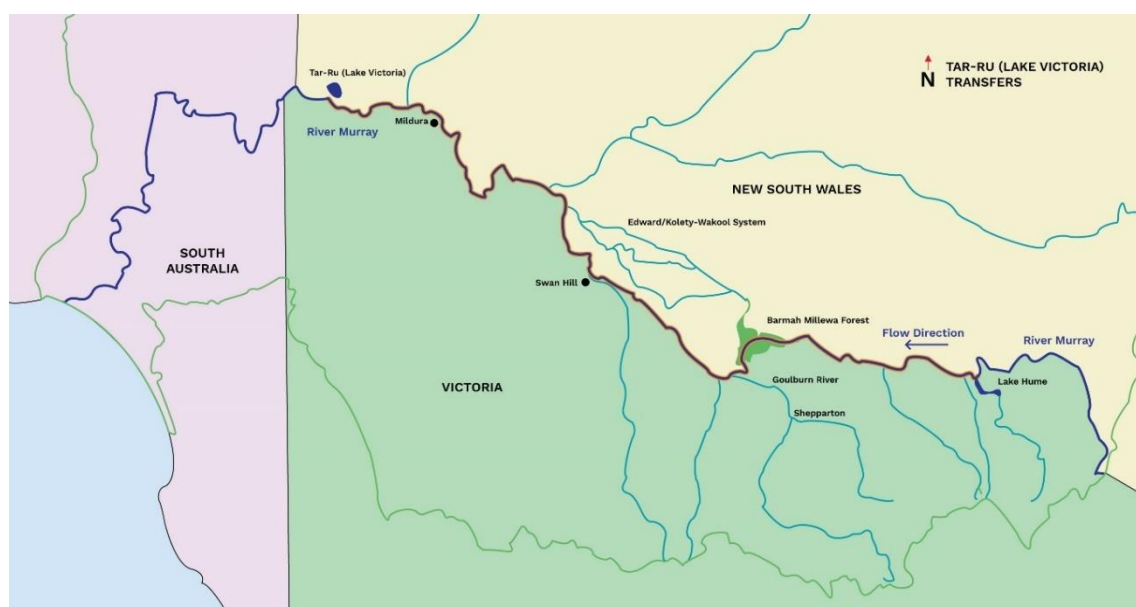 Tar-Ru (Lake Victoria)
N
TAR-RU (LAKE VICTORIA)
TRANSFERS
Mildura
River Murray
NEW SOUTH WALES
Edward/Kolety-Wakool System
SOUTH
AUSTRALIA
Swan Hill
Barmah Millewa Forest
Flow Direction
River Murray
VICTORIA
Goulburn River
Lake Hume
Shepparton